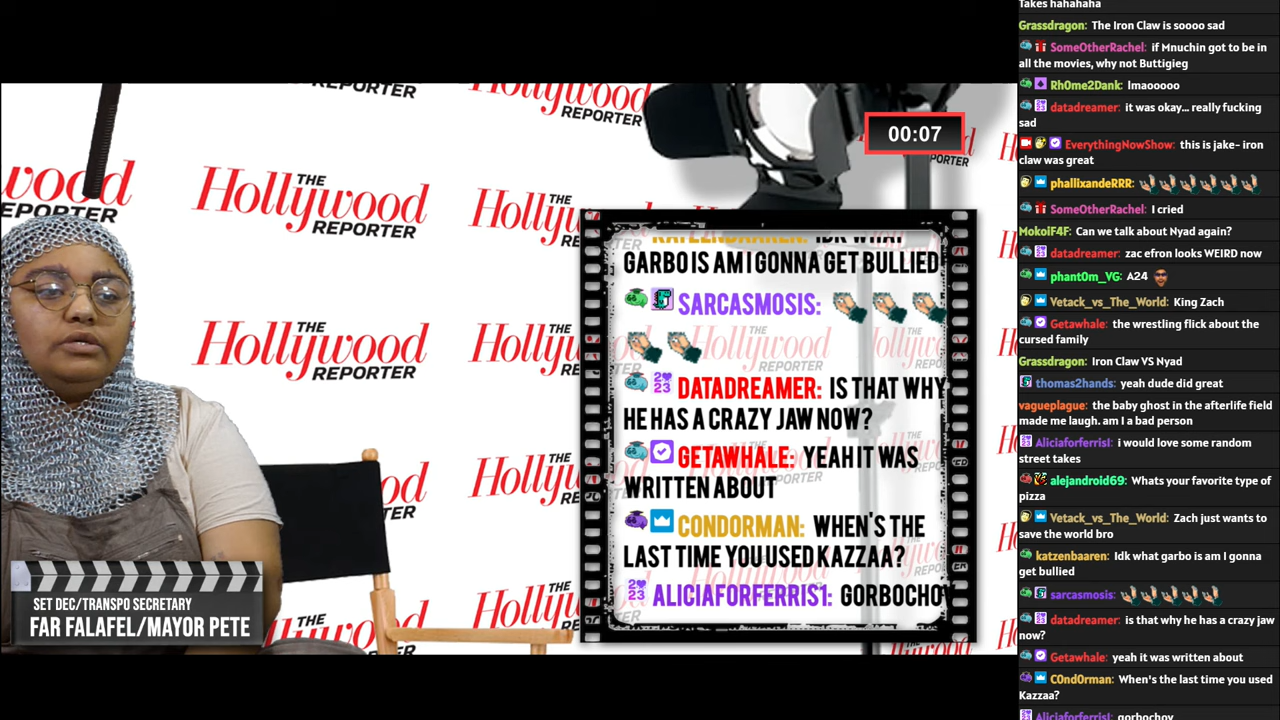 THE
Hollywood
REPORTER
00:07
GARBO IS AM I GONNA GET BULLIED
SARCASMOSIS:
DATADREAMER: IS THAT WHY
HE HAS A CRAZY JAW NOW?
GETAWHALE: YEAH IT WAS
WRITTEN ABOUT
CONDORMAN: WHEN'S THE
LAST TIME YOU USED KAZZAA?
ALICIAFORFERRIS1: GORBOCHOV
SET DEC/TRANSPO SECRETARY
FAR FALAFEL/MAYOR PETE
Takes hahahaha
Grassdragon: The Iron Claw is soooo sad
SomeOtherRachel: if Mnuchin got to be in
all the movies, why not Buttigieg
Rh0me2Dank: lmaooooo
datadreamer: it was okay... really fucking
sad
EverythingNowShow: this is jake- iron
claw was great
phallixandeRRR:
SomeOtherRachel: I cried
MokoiF4F: Can we talk about Nyad again?
datadreamer: zac efron looks WEIRD now
phant0m_VG: A24
Vetack_vs_The_World: King Zach
Getawhale: the wrestling flick about the
cursed family
Grassdragon: Iron Claw VS Nyad
thomas2hands: yeah dude did great
vagueplague: the baby ghost in the afterlife field
made me laugh. am I a bad person
Aliciaforferris1: i would love some random
street takes
alejandroid69: Whats your favorite type of
pizza
Vetack_vs_The_World: Zach just wants to
save the world bro
katzenbaaren: Idk what garbo is am I gonna
get bullied
sarcasmosis:
datadreamer: is that why he has a crazy jaw
now?
Getawhale: yeah it was written about
C0nd0rman: When's the last time you used
Kazzaa?
Aliciaforferris1: gorbochov